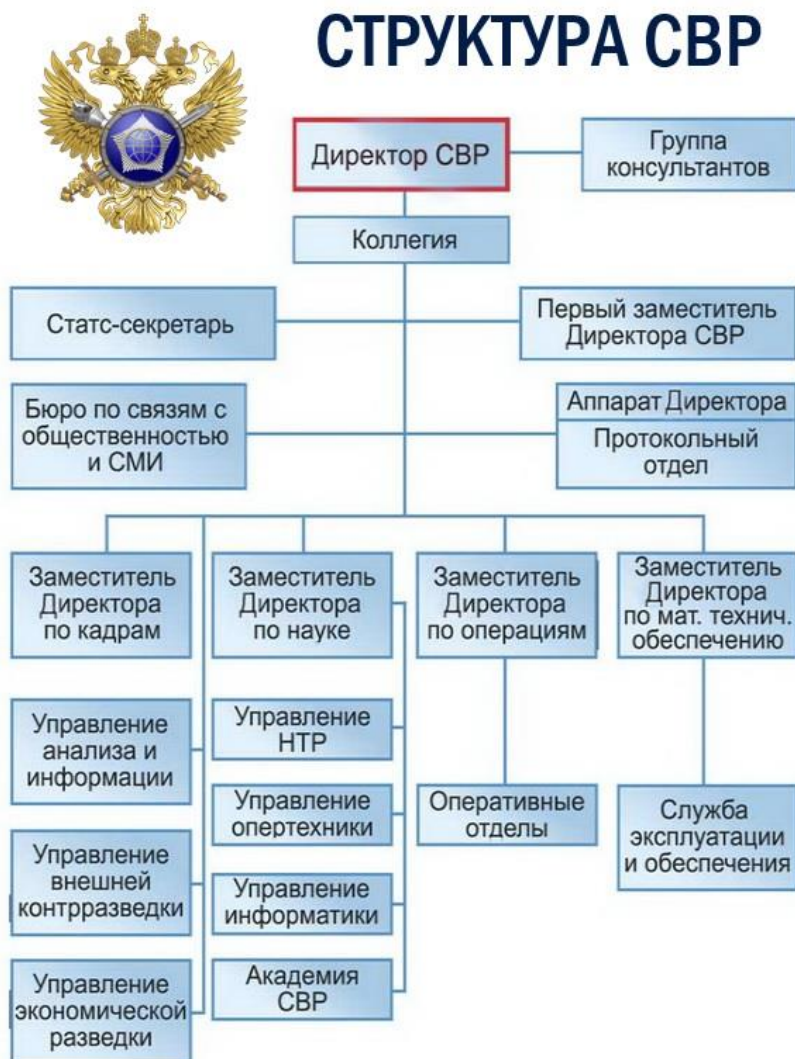 СТРУКТУРА СВР
Директор СВР
Группа
консультантов
Коллегия
Статс-секретарь
Первый заместитель
Директора СВР
Бюро по связям с
общественностью
и СМИ
Аппарат Директора
Протокольный
отдел
Заместитель
Директора
по кадрам
Заместитель
Директора
по науке
Заместитель
Директора
по операциям
Заместитель
Директора
по мат. технич.
обеспечению
Управление
анализа и
информации
Управление
внешней
контрразведки
Управление
экономической
разведки
Управление
НТР
Управление
опертехники
Управление
информатики
Академия
СВР
Оперативные
отделы
Служба
эксплуатации
и обеспечения